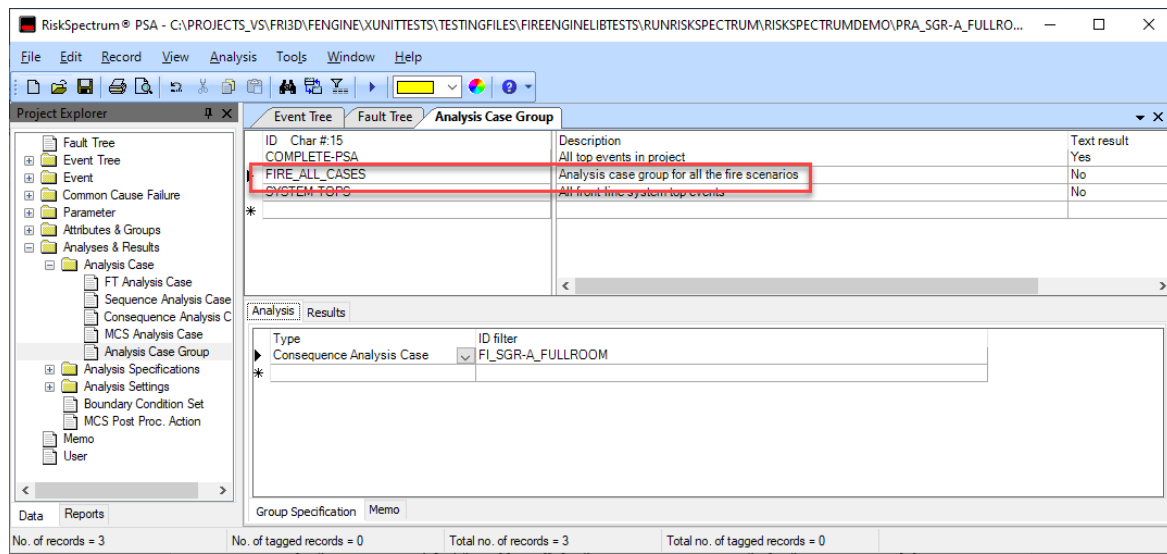 RiskSpectrum® PSA - C:\PROJECTS_VS\FRI3D\FENGINE\XUNITTESTS\TESTINGFILES\FIREENGINELIBTESTS\RUNRISKSPECTRUM\RISKSPECTRUMDEMO\PRA_SGR-A_FULLRO...
File Edit Record View Analysis Tools Window Help
Project Explorer
Fault Tree
Event Tree
Event
Common Cause Failure
Parameter
Attributes & Groups
Analyses & Results
Analysis Case
FT Analysis Case
Sequence Analysis Case
Consequence Analysis C
MCS Analysis Case
Analysis Case Group
Analysis Specifications
Analysis Settings
Boundary Condition Set
MCS Post Proc. Action
Memo
User
Data Reports
Event Tree Fault Tree Analysis Case Group
ID Char #:15 Description Text result
COMPLETE-PSA All top events in project Yes
FIRE_ALL_CASES Analysis case group for all the fire scenarios No
SYSTEM-TOPS All front-line system top events No
Analysis Results
Type ID filter
Consequence Analysis Case FI_SGR-A_FULLROOM
Group Specification Memo
No. of records = 3 No. of tagged records = 0 Total no. of records = 3 Total no. of tagged records = 0